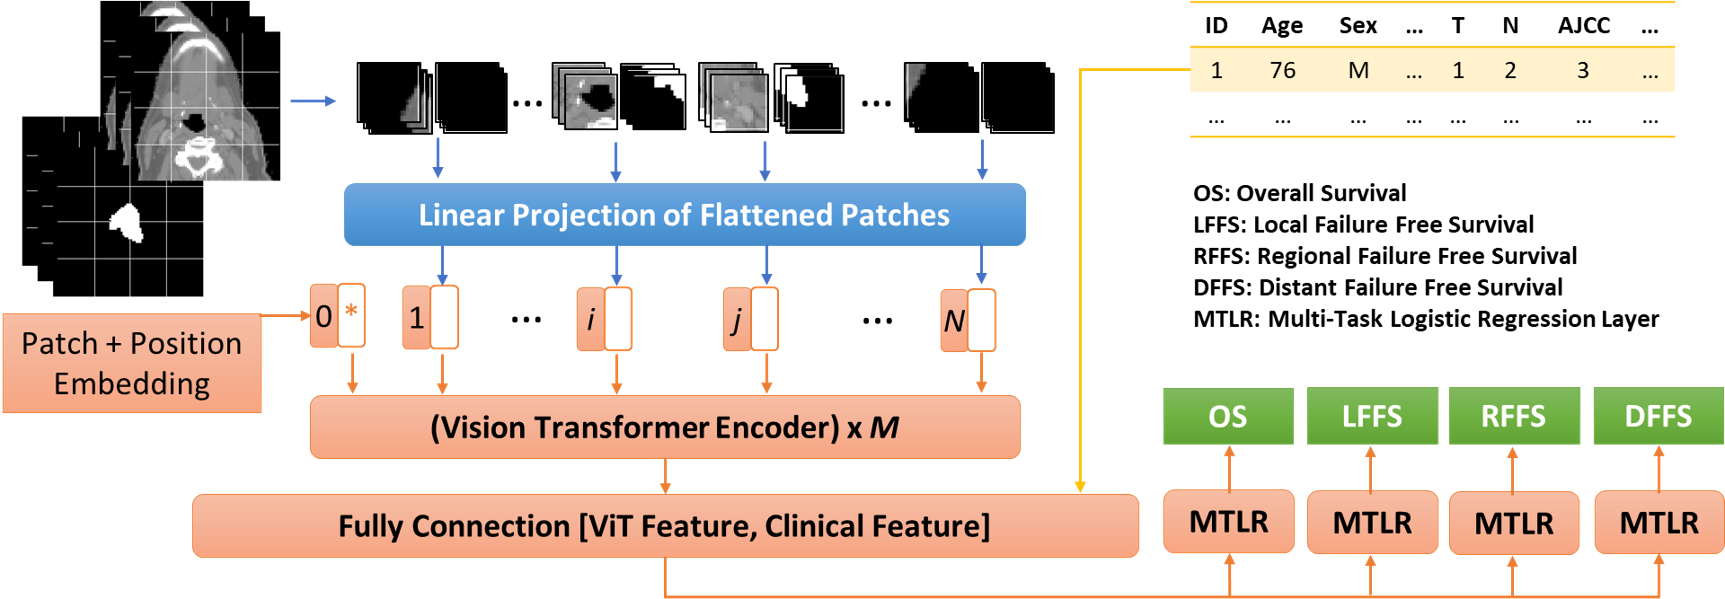 ID Age Sex ... T N AJCC ...
1 76 M ... 1 2 3 ...
... ... ... ... ... ... ... ...
... ...
Linear Projection of Flattened Patches
OS: Overall Survival
LFFS: Local Failure Free Survival
RFFS: Regional Failure Free Survival
DFFS: Distant Failure Free Survival
MTLR: Multi-Task Logistic Regression Layer
0 * 1 ... i j ... N
Patch + Position
Embedding
(Vision Transformer Encoder) x M
OS LFFS RFFS DFFS
Fully Connection [ViT Feature, Clinical Feature]
MTLR MTLR MTLR MTLR